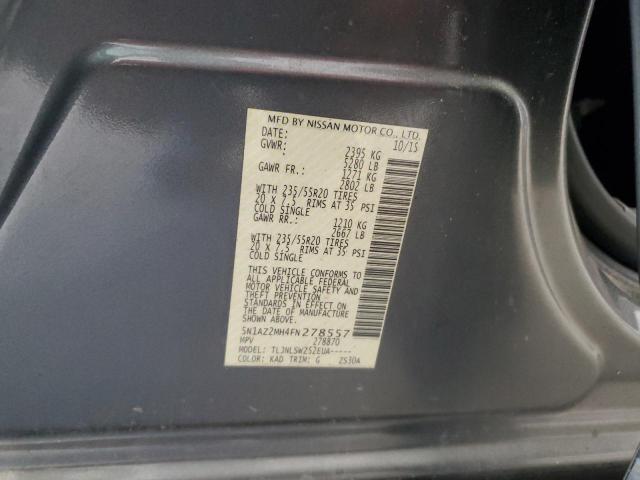 MFD BY NISSAN MOTOR CO., LTD.
DATE: 10/15
GVWR: 2395 KG
5280 LB
GAWR FR.: 1271 KG
2802 LB
WITH 235/55R20 TIRES
20 X 7.5 RIMS AT 35 PSI
COLD SINGLE
GAWR RR.: 1210 KG
2667 LB
WITH 235/55R20 TIRES
20 X 7.5 RIMS AT 35 PSI
COLD SINGLE
THIS VEHICLE CONFORMS TO
ALL APPLICABLE FEDERAL
MOTOR VEHICLE SAFETY AND
THEFT PREVENTION
STANDARDS IN EFFECT ON
THE DATE OF MANUFACTURE
SHOWN ABOVE.
5N1AZ2MH4FN278557
MPV 278870
MODEL: TLJNLSWZ52EUA-----
COLOR: KAD TRIM: G Z530A